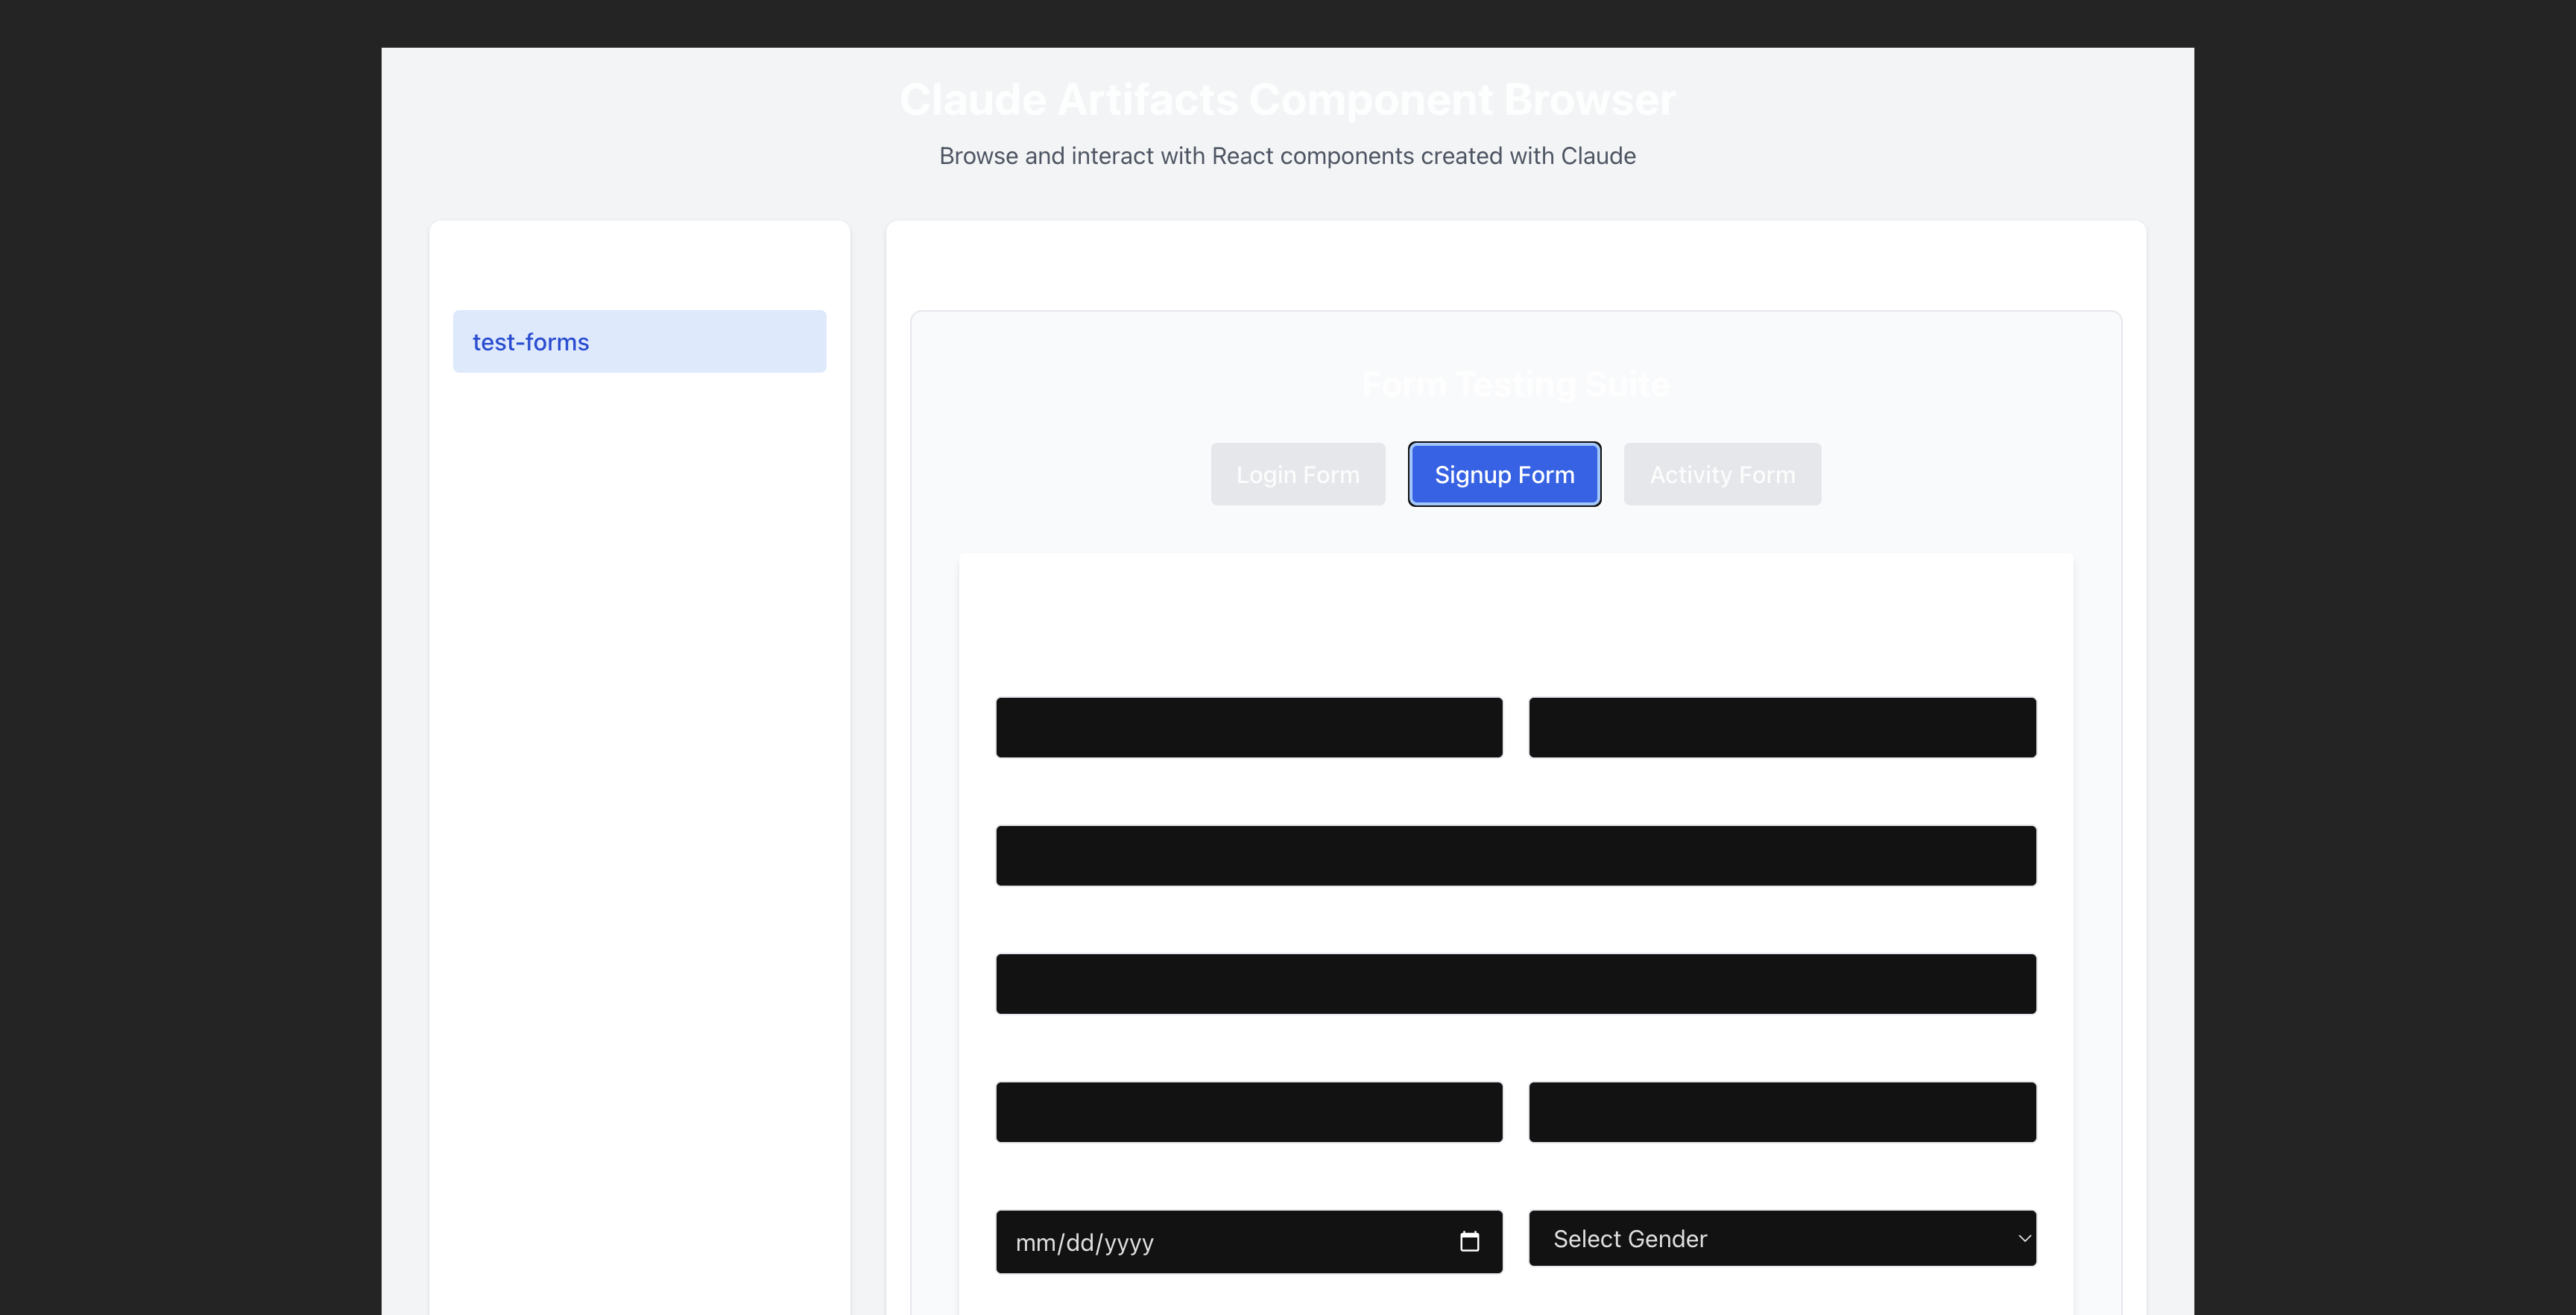 Claude Artifacts Component Browser
Browse and interact with React components created with Claude
test-forms
Form Testing Suite
Login Form
Signup Form
Activity Form
mm/dd/yyyy
Select Gender